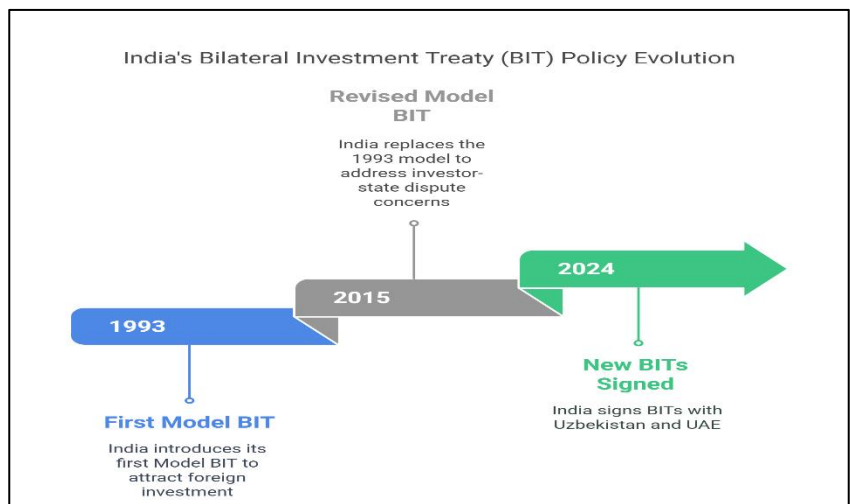 India's Bilateral Investment Treaty (BIT) Policy Evolution
Revised Model
BIT
India replaces the
1993 model to
address investor-
state dispute
concerns
2024
2015
1993
New BITs
Signed
India signs BITs with
Uzbekistan and UAE
First Model BIT
India introduces its
first Model BIT to
attract foreign
investment